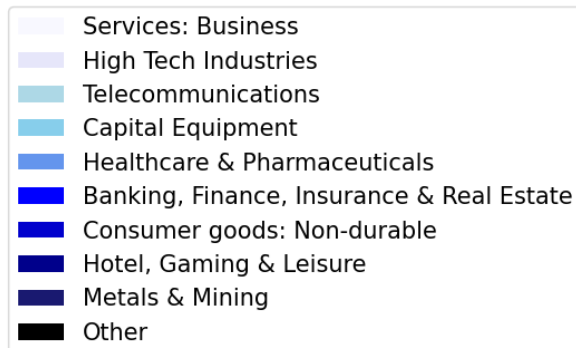 Services: Business
High Tech Industries
Telecommunications
Capital Equipment
Healthcare & Pharmaceuticals
Banking, Finance, Insurance & Real Estate
Consumer goods: Non-durable
Hotel, Gaming & Leisure
Metals & Mining
Other